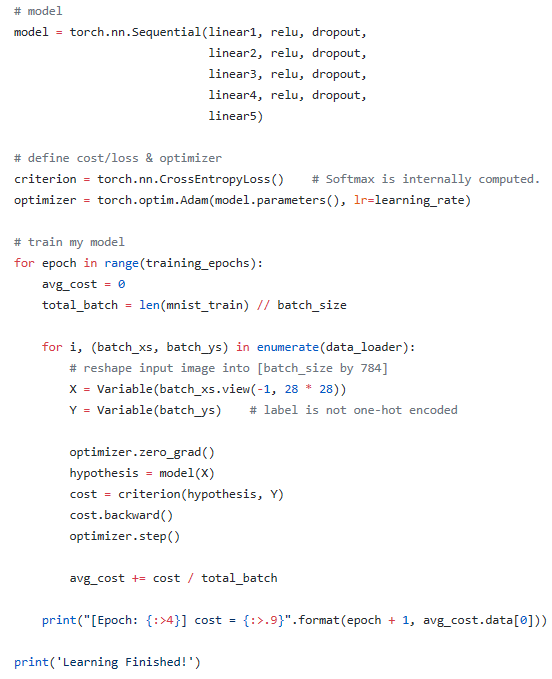 # model
model = torch.nn.Sequential(linear1, relu, dropout,
                            linear2, relu, dropout,
                            linear3, relu, dropout,
                            linear4, relu, dropout,
                            linear5)

# define cost/loss & optimizer
criterion = torch.nn.CrossEntropyLoss()    # Softmax is internally computed.
optimizer = torch.optim.Adam(model.parameters(), lr=learning_rate)

# train my model
for epoch in range(training_epochs):
    avg_cost = 0
    total_batch = len(mnist_train) // batch_size

    for i, (batch_xs, batch_ys) in enumerate(data_loader):
        # reshape input image into [batch_size by 784]
        X = Variable(batch_xs.view(-1, 28 * 28))
        Y = Variable(batch_ys)    # label is not one-hot encoded

        optimizer.zero_grad()
        hypothesis = model(X)
        cost = criterion(hypothesis, Y)
        cost.backward()
        optimizer.step()

        avg_cost += cost / total_batch

    print("[Epoch: {:>4}] cost = {:>.9}".format(epoch + 1, avg_cost.data[0]))

print('Learning Finished!')